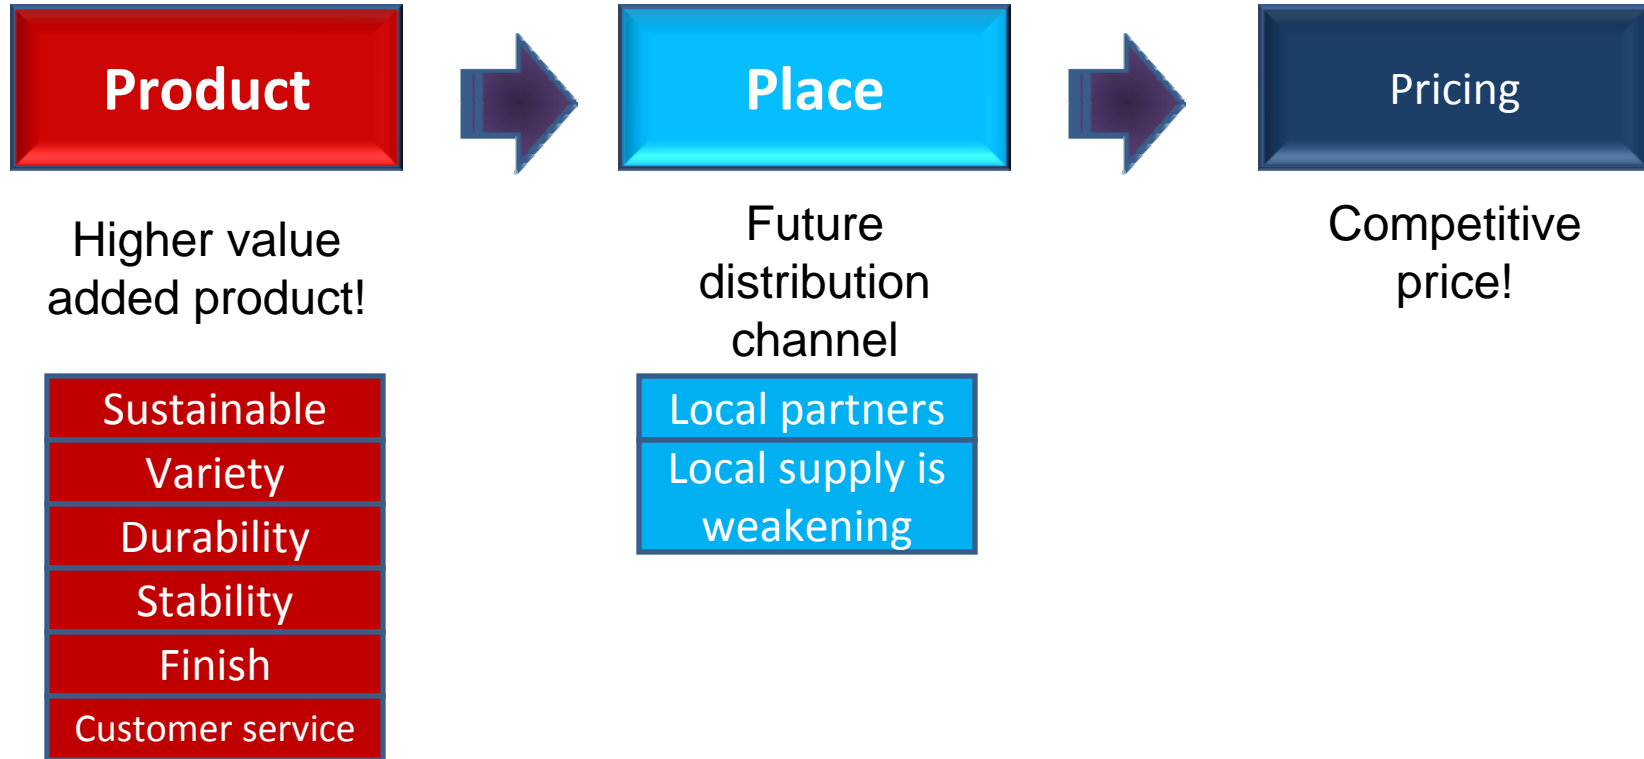 Product
Place
Pricing
Higher value
added product!
Future
distribution
channel
Competitive
price!
Sustainable
Variety
Durability
Stability
Finish
Customer service
Local partners
Local supply is
weakening